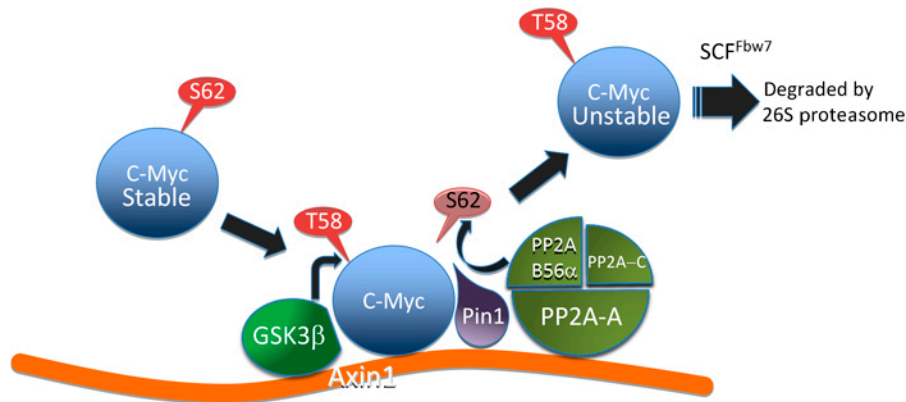 S62
C-Myc
Stable
T58
C-Myc
GSK3β
Axin1
S62
Pin1
PP2A
B56α
PP2A–C
PP2A-A
T58
C-Myc
Unstable
SCFFbw7
Degraded by
26S proteasome